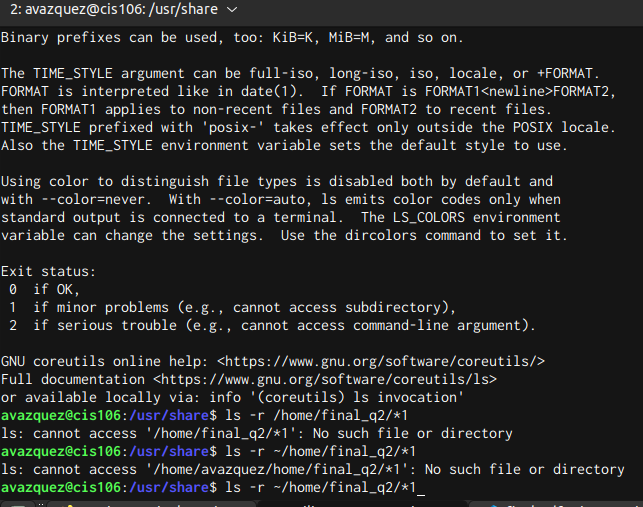 2: avazquez@cis106: /usr/share
Binary prefixes can be used, too: KiB=K, MiB=M, and so on.
The TIME_STYLE argument can be full-iso, long-iso, iso, locale, or +FORMAT.
FORMAT is interpreted like in date(1).  If FORMAT is FORMAT1<newline>FORMAT2,
then FORMAT1 applies to non-recent files and FORMAT2 to recent files.
TIME_STYLE prefixed with 'posix-' takes effect only outside the POSIX locale.
Also the TIME_STYLE environment variable sets the default style to use.
Using color to distinguish file types is disabled both by default and
with --color=never.  With --color=auto, ls emits color codes only when
standard output is connected to a terminal.  The LS_COLORS environment
variable can change the settings.  Use the dircolors command to set it.
Exit status:
 0  if OK,
 1  if minor problems (e.g., cannot access subdirectory),
 2  if serious trouble (e.g., cannot access command-line argument).
GNU coreutils online help: <https://www.gnu.org/software/coreutils/>
Full documentation <https://www.gnu.org/software/coreutils/ls>
or available locally via: info '(coreutils) ls invocation'
avazquez@cis106:/usr/share$ ls -r /home/final_q2/*1
ls: cannot access '/home/final_q2/*1': No such file or directory
avazquez@cis106:/usr/share$ ls -r ~/home/final_q2/*1
ls: cannot access '/home/avazquez/home/final_q2/*1': No such file or directory
avazquez@cis106:/usr/share$ ls -r ~/home/final_q2/*1